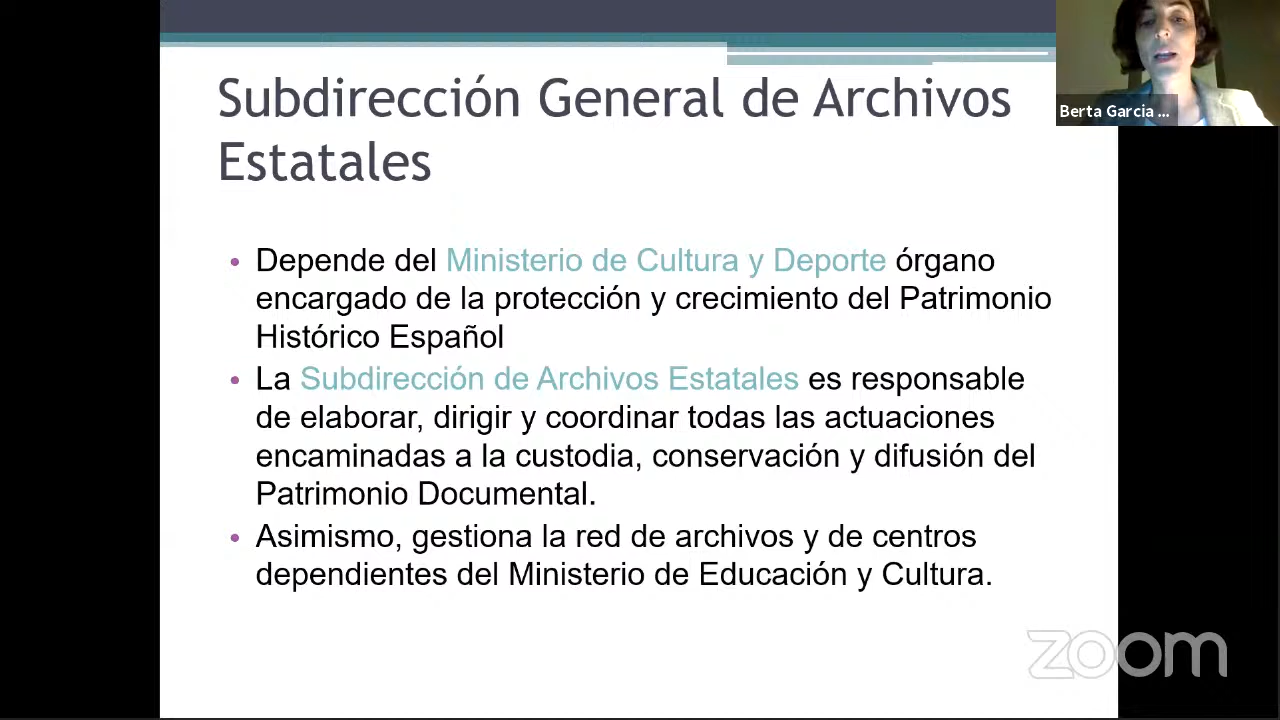 Subdirección General de Archivos
Estatales
Berta Garcia ...
• Depende del Ministerio de Cultura y Deporte órgano
encargado de la protección y crecimiento del Patrimonio
Histórico Español
• La Subdirección de Archivos Estatales es responsable
de elaborar, dirigir y coordinar todas las actuaciones
encaminadas a la custodia, conservación y difusión del
Patrimonio Documental.
• Asimismo, gestiona la red de archivos y de centros
dependientes del Ministerio de Educación y Cultura.
zoom